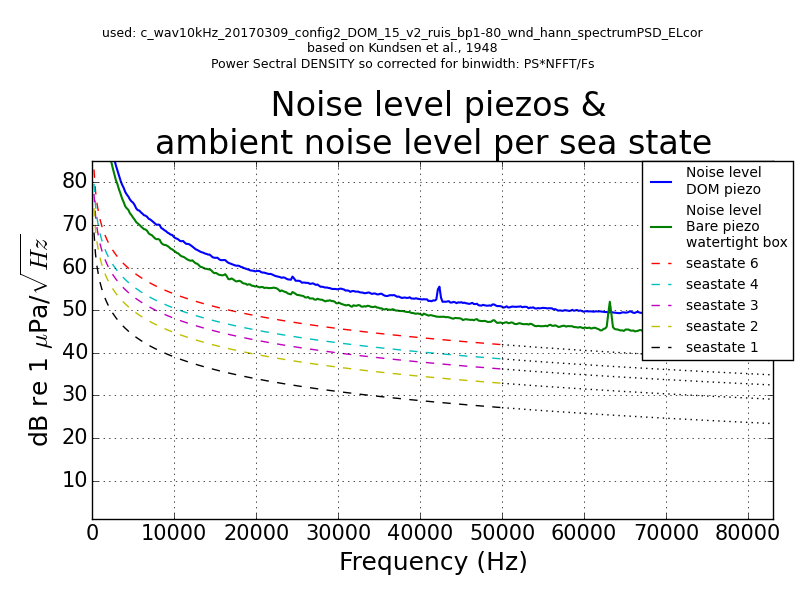 used: c_wav10kHz_20170309_config2_DOM_15_v2_ruis_bp1-80_wnd_hann_spectrumPSD_ELcor
based on Kundsen et al., 1948
Power Sectral DENSITY so corrected for binwidth: PS*NFFT/Fs
Noise level piezos &
ambient noise level per sea state
80
70
60
50
40
30
20
10
dB re 1 μPa/√Hz
0 10000 20000 30000 40000 50000 60000 70000 80000
Frequency (Hz)
Noise level
DOM piezo
Noise level
Bare piezo
watertight box
seastate 6
seastate 4
seastate 3
seastate 2
seastate 1